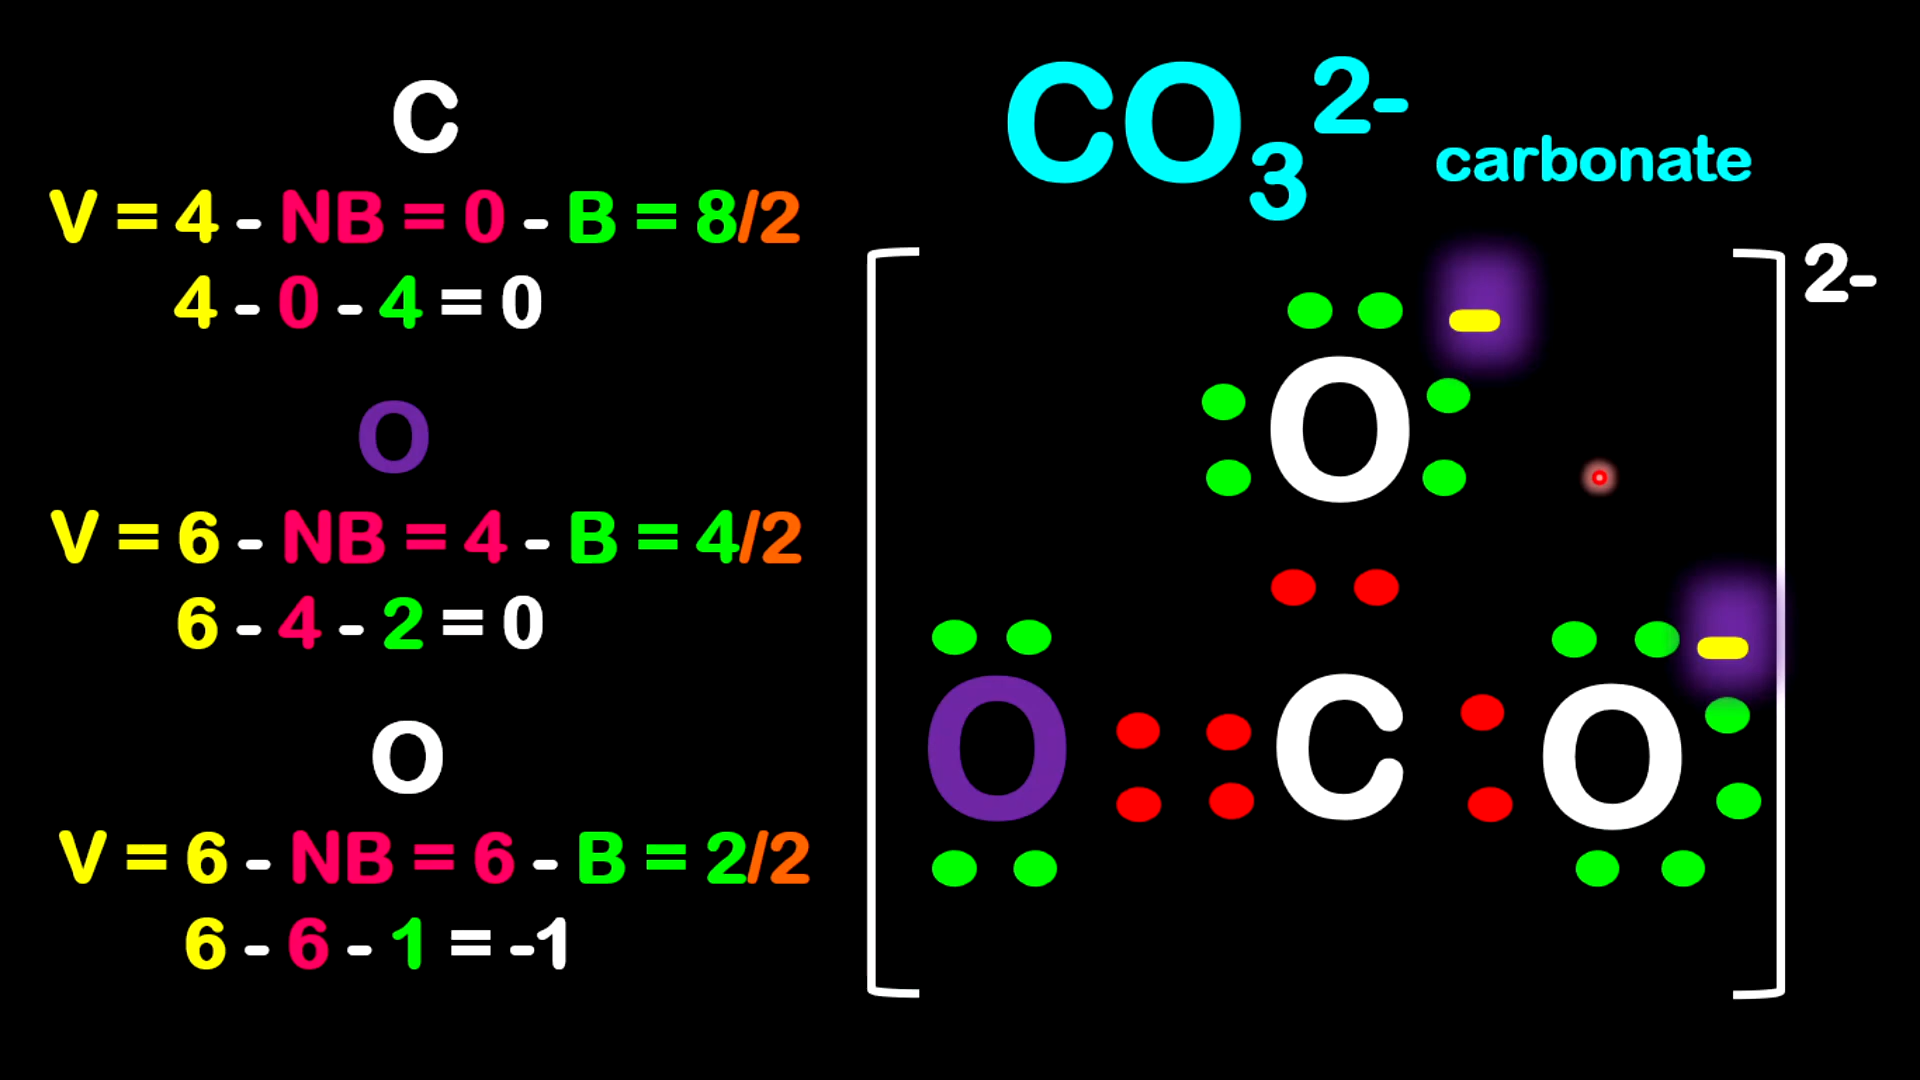 C
V = 4 - NB = 0 - B = 8/2
4 - 0 - 4 = 0
O
V = 6 - NB = 4 - B = 4/2
6 - 4 - 2 = 0
O
V = 6 - NB = 6 - B = 2/2
6 - 6 - 1 = -1
CO₃²⁻ carbonate
2-
-
O
-
O C O